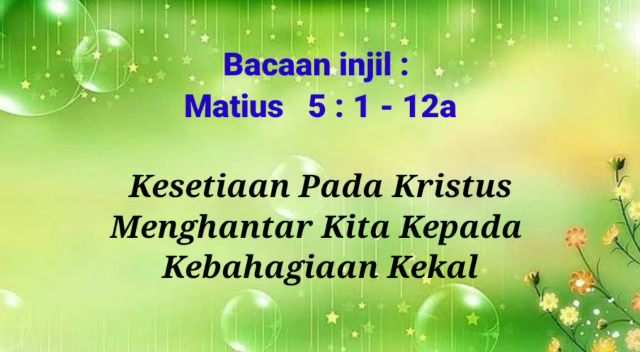 Bacaan injil :
Matius 5 : 1 - 12a
Kesetiaan Pada Kristus
Menghantar Kita Kepada
Kebahagiaan Kekal